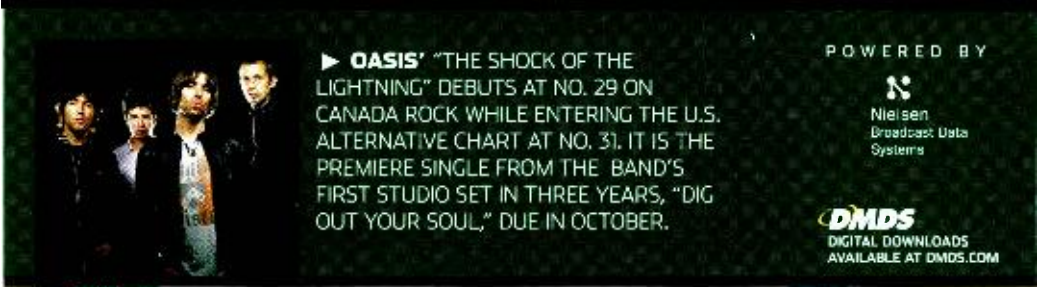 ▶ OASIS' "THE SHOCK OF THE
LIGHTNING" DEBUTS AT NO. 29 ON
CANADA ROCK WHILE ENTERING THE U.S.
ALTERNATIVE CHART AT NO. 31. IT IS THE
PREMIERE SINGLE FROM THE BAND'S
FIRST STUDIO SET IN THREE YEARS, "DIG
OUT YOUR SOUL," DUE IN OCTOBER.
POWERED BY
Nielsen
Broadcast Data
Systems
DMDS
DIGITAL DOWNLOADS
AVAILABLE AT DMDS.COM